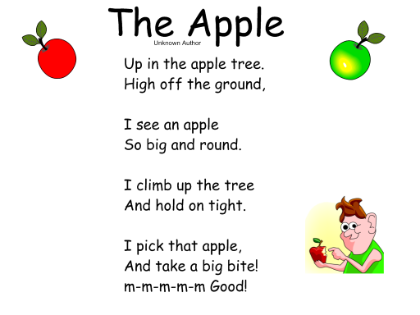 The Apple
Unknown Author
Up in the apple tree.
High off the ground,
I see an apple
So big and round.
I climb up the tree
And hold on tight.
I pick that apple,
And take a big bite!
m-m-m-m-m Good!